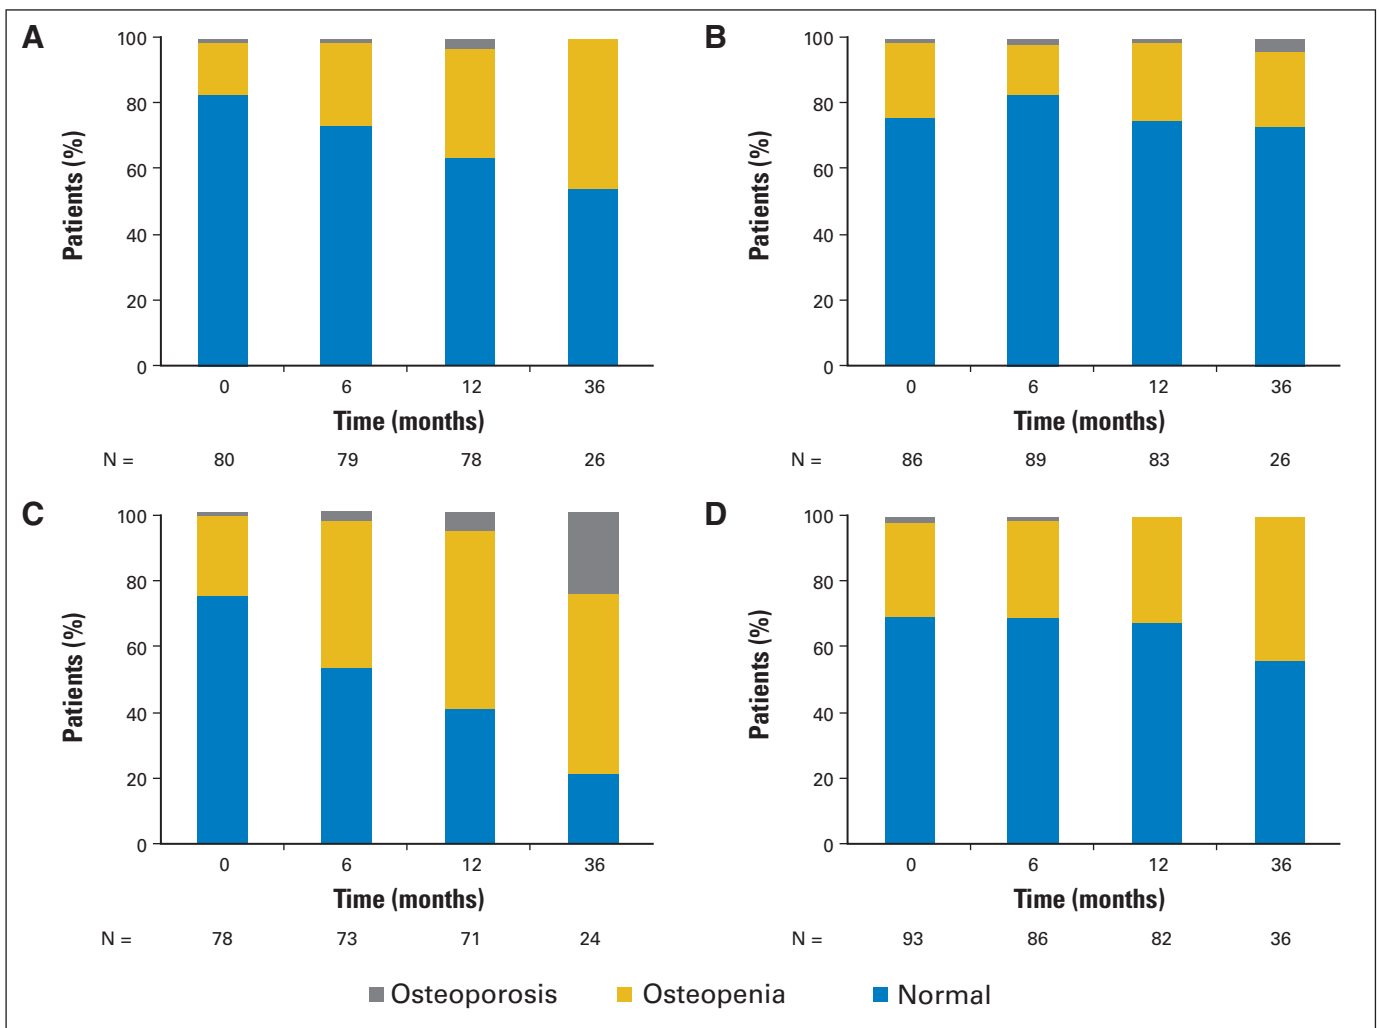 A
B
100
80
60
40
20
0
Patients (%)
0 6 12 36
Time (months)
N = 80 79 78 26
100
80
60
40
20
0
Patients (%)
0 6 12 36
Time (months)
N = 86 89 83 26
C
D
100
80
60
40
20
0
Patients (%)
0 6 12 36
Time (months)
N = 78 73 71 24
100
80
60
40
20
0
Patients (%)
0 6 12 36
Time (months)
N = 93 86 82 36
Osteoporosis Osteopenia Normal